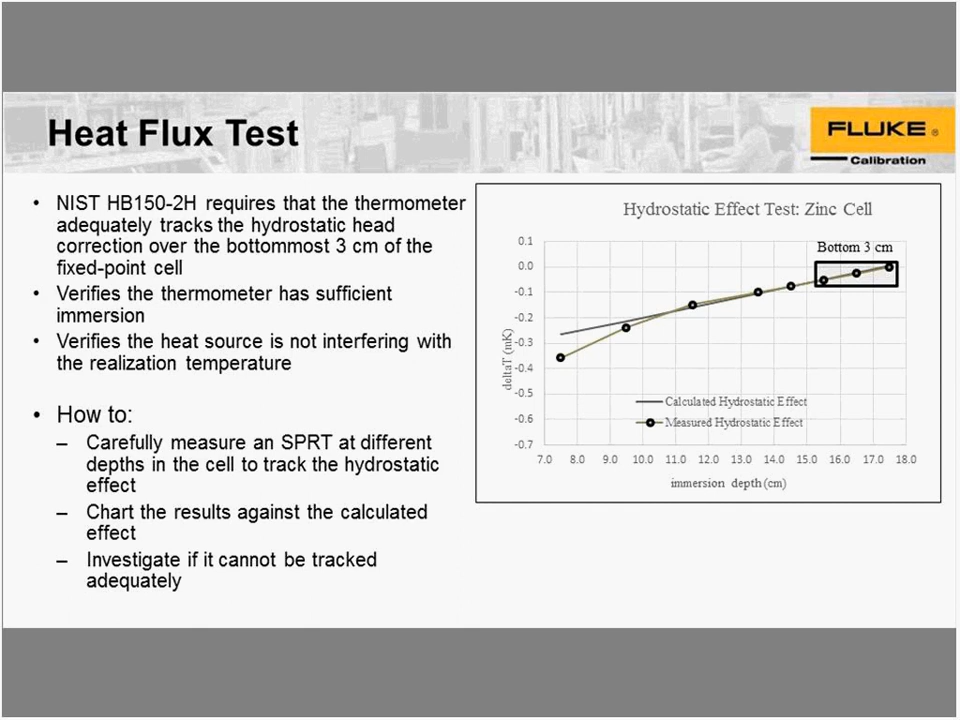 Heat Flux Test
FLUKE ®
Calibration
• NIST HB150-2H requires that the thermometer
adequately tracks the hydrostatic head
correction over the bottommost 3 cm of the
fixed-point cell
• Verifies the thermometer has sufficient
immersion
• Verifies the heat source is not interfering with
the realization temperature
• How to:
– Carefully measure an SPRT at different
depths in the cell to track the hydrostatic
effect
– Chart the results against the calculated
effect
– Investigate if it cannot be tracked
adequately
Hydrostatic Effect Test: Zinc Cell
Bottom 3 cm
0.1
0.0
-0.1
-0.2
-0.3
-0.4
-0.5
-0.6
-0.7
deltaT (mK)
Calculated Hydrostatic Effect
Measured Hydrostatic Effect
7.0 8.0 9.0 10.0 11.0 12.0 13.0 14.0 15.0 16.0 17.0 18.0
immersion depth (cm)